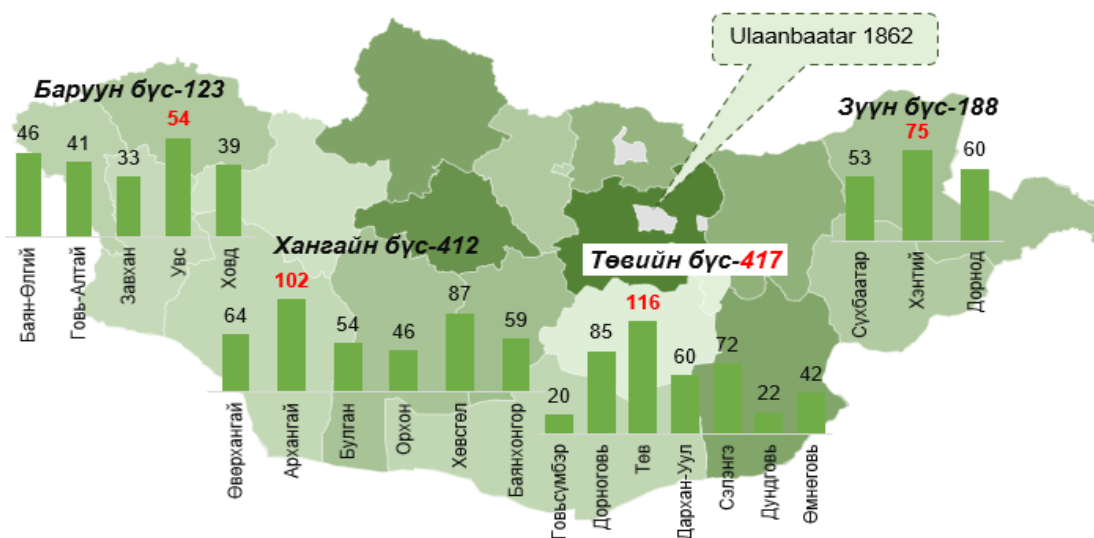 Ulaanbaatar 1862
Баруун бүс-123
46
41
33
54
39
Баян-Өлгий
Говь-Алтай
Завхан
Увс
Ховд
Зүүн бүс-188
53
75
60
Сүхбаатар
Хэнтий
Дорнод
Хангайн бүс-412
64
102
54
46
87
59
Өвөрхангай
Архангай
Булган
Орхон
Хөвсгөл
Баянхонгор
Төвийн бүс-417
20
85
116
60
72
22
42
Говьсүмбэр
Дорноговь
Төв
Дархан-Уул
Сэлэнгэ
Дундговь
Өмнөговь